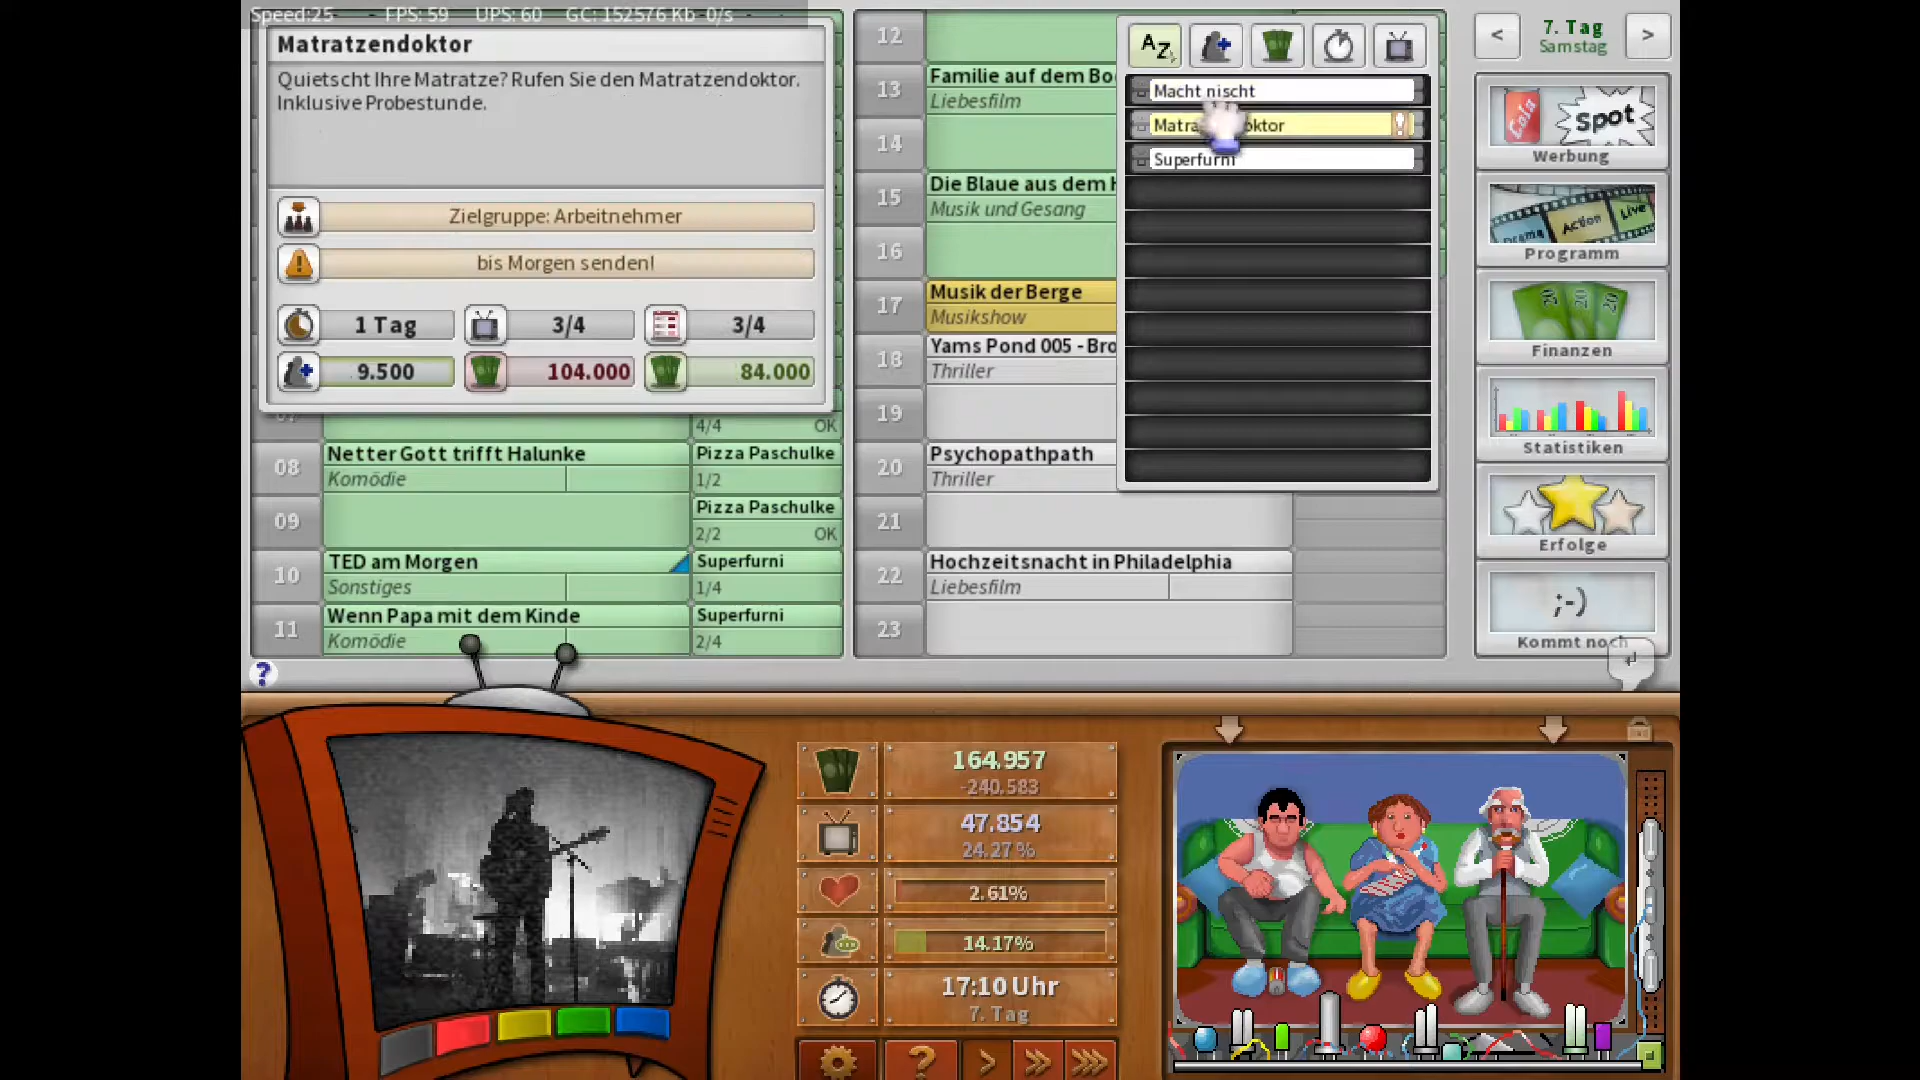 Speed:25 FPS: 59 UPS: 60 GC: 152576 Kb -0/s
Matratzendoktor
Quietscht Ihre Matratze? Rufen Sie den Matratzendoktor.
Inklusive Probestunde.
Zielgruppe: Arbeitnehmer
bis Morgen senden!
1 Tag
3/4
3/4
9.500
104.000
84.000
4/4 OK
08
Netter Gott trifft Halunke
Komödie
Pizza Paschulke
1/2
09
Pizza Paschulke
2/2 OK
10
TED am Morgen
Sonstiges
Superfurni
1/4
11
Wenn Papa mit dem Kinde
Komödie
Superfurni
2/4
12
13
Familie auf dem Bo
Liebesfilm
14
15
Die Blaue aus dem H
Musik und Gesang
16
17
Musik der Berge
Musikshow
18
Yams Pond 005 - Bro
Thriller
19
20
Psychopathpath
Thriller
21
22
Hochzeitsnacht in Philadelphia
Liebesfilm
23
AZ
Macht nischt
Matra oktor
Superfurni
<
7. Tag
Samstag
>
Cola
Spot
Werbung
Drama
Action
Live
Programm
20
20
Finanzen
Statistiken
Erfolge
;-)
Kommt noch
?
164.957
-240.583
47.854
24.27 %
2.61%
14.17%
17:10 Uhr
7. Tag
?